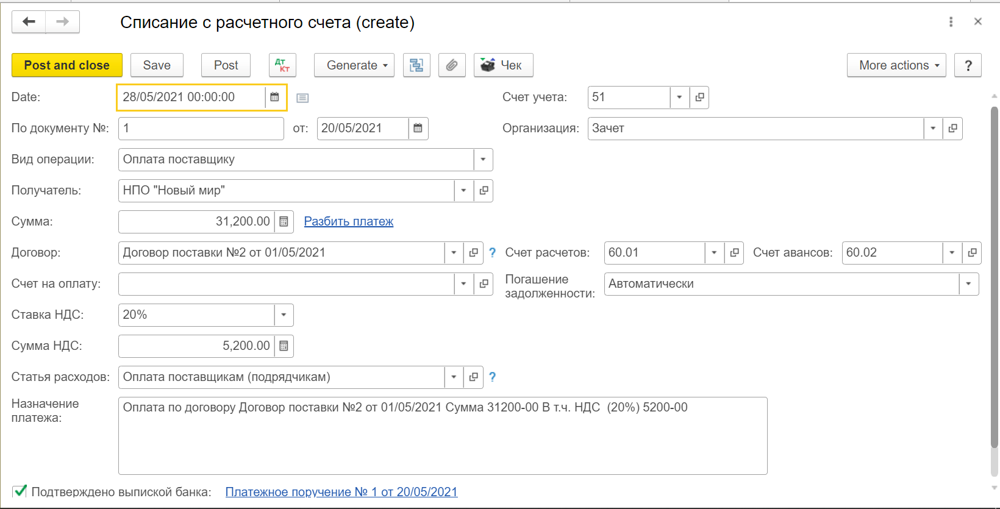 Списание с расчетного счета (create)
Post and close Save Post Дт Кт Generate Чек More actions ?
Date: 28/05/2021 00:00:00 Счет учета: 51
По документу №: 1 от: 20/05/2021 Организация: Зачет
Вид операции: Оплата поставщику
Получатель: НПО "Новый мир"
Сумма: 31,200.00 Разбить платеж
Договор: Договор поставки №2 от 01/05/2021 ? Счет расчетов: 60.01 Счет авансов: 60.02
Счет на оплату: Погашение задолженности: Автоматически
Ставка НДС: 20%
Сумма НДС: 5,200.00
Статья расходов: Оплата поставщикам (подрядчикам) ?
Назначение платежа: Оплата по договору Договор поставки №2 от 01/05/2021 Сумма 31200-00 В т.ч. НДС  (20%) 5200-00
Подтверждено выпиской банка: Платежное поручение № 1 от 20/05/2021